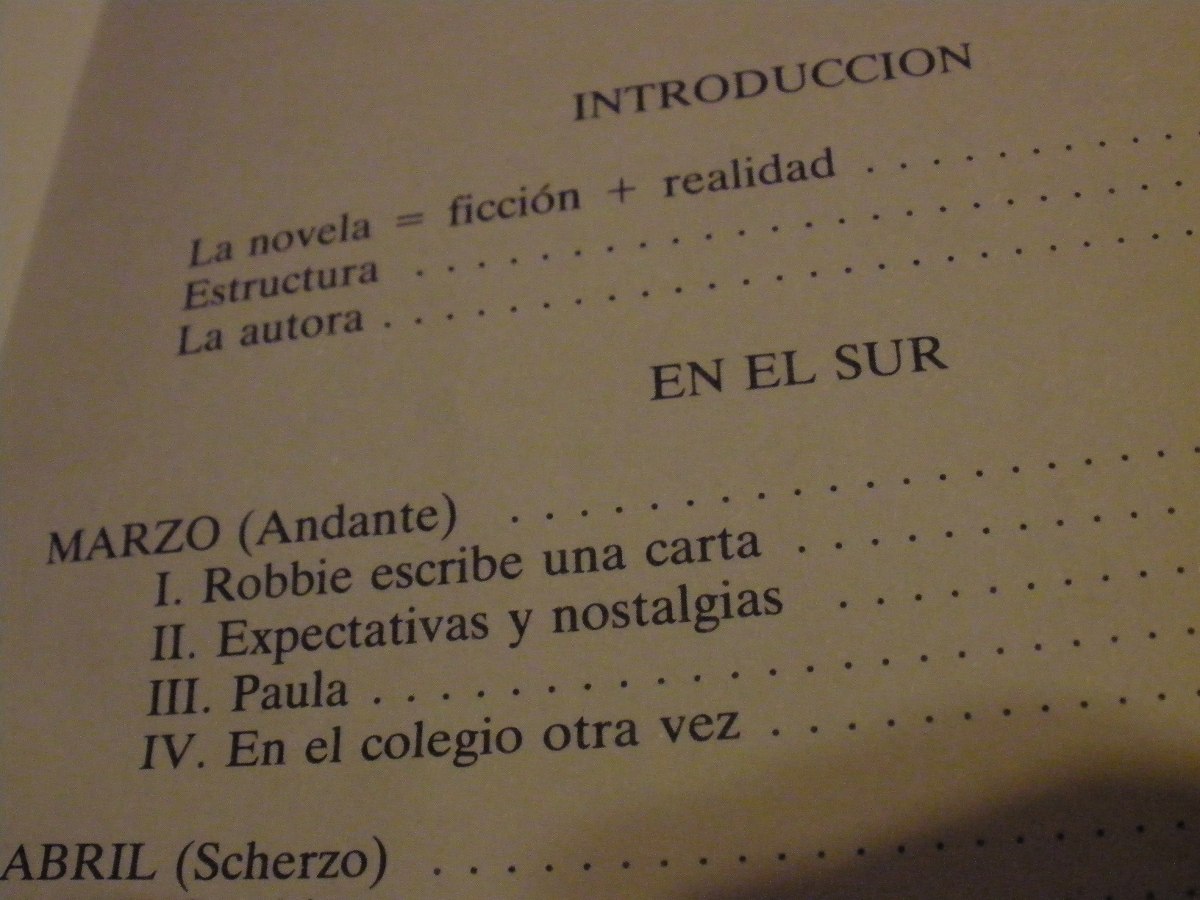 INTRODUCCION
La novela = ficción + realidad . . . . . . . . . .
Estructura . . . . . . . . . . . . . . . . . . . . . . . .
La autora . . . . . . . . . . . . . . . . . . . . . . . . .
EN EL SUR
MARZO (Andante) . . . . . . . . . . . . . . . . . . .
I. Robbie escribe una carta . . . . . . . . . . . .
II. Expectativas y nostalgias . . . . . . . . . . .
III. Paula . . . . . . . . . . . . . . . . . . . . . . . .
IV. En el colegio otra vez . . . . . . . . . . . . .
ABRIL (Scherzo) . . . . . . . . . . . . . . . . . . . .